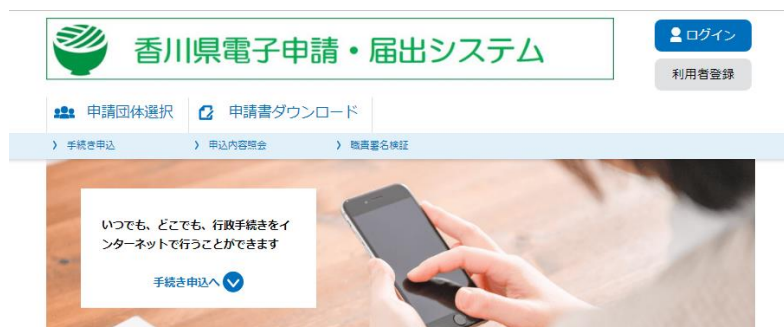 香川県電子申請・届出システム
ログイン
利用者登録
申請団体選択
申請書ダウンロード
手続き申込
申込内容照会
職責署名検証
いつでも、どこでも、行政手続きをイ
ンターネットで行うことができます
手続き申込へ